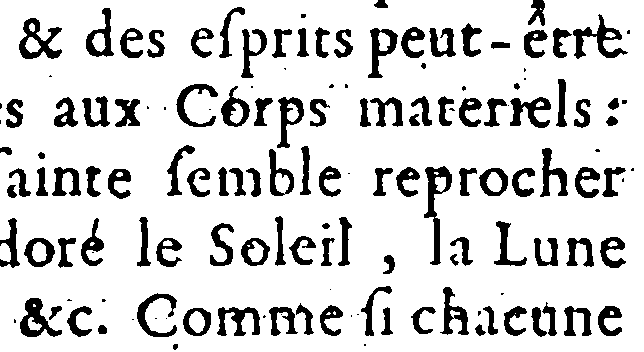 & des eſprits peut-être
s aux Corps materiels :
ſainte ſemble reprocher
doré le Soleil , la Lune
&c. Comme ſi chacune